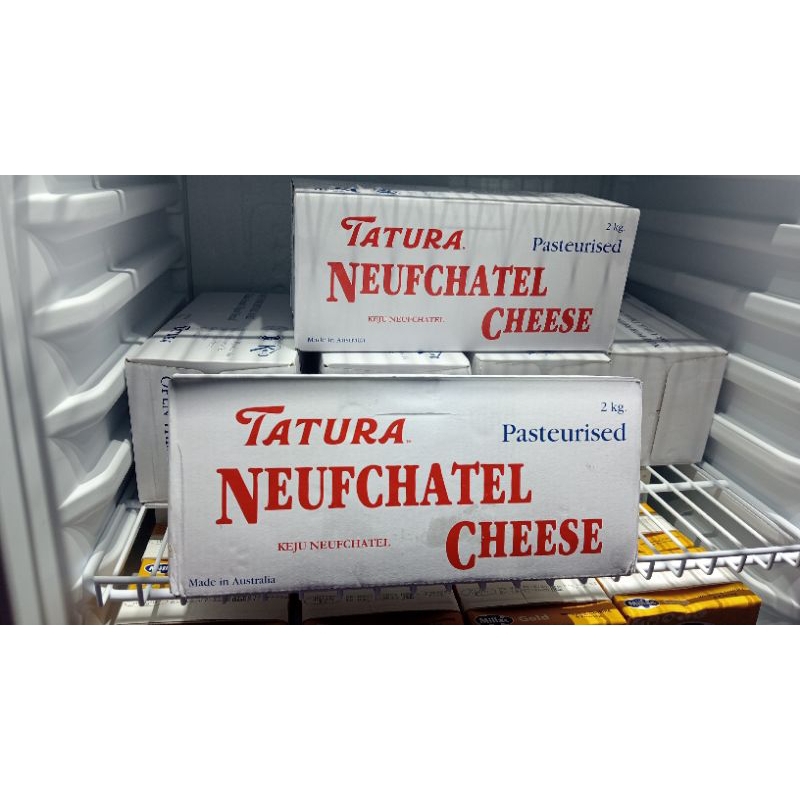 TATURA
2 kg.
Pasteurised
NEUFCHATEL
CHEESE
KEJU NEUFCHATEL
Made in Australia
TATURA
2 kg.
Pasteurised
NEUFCHATEL
CHEESE
KEJU NEUFCHATEL
Made in Australia
Gold